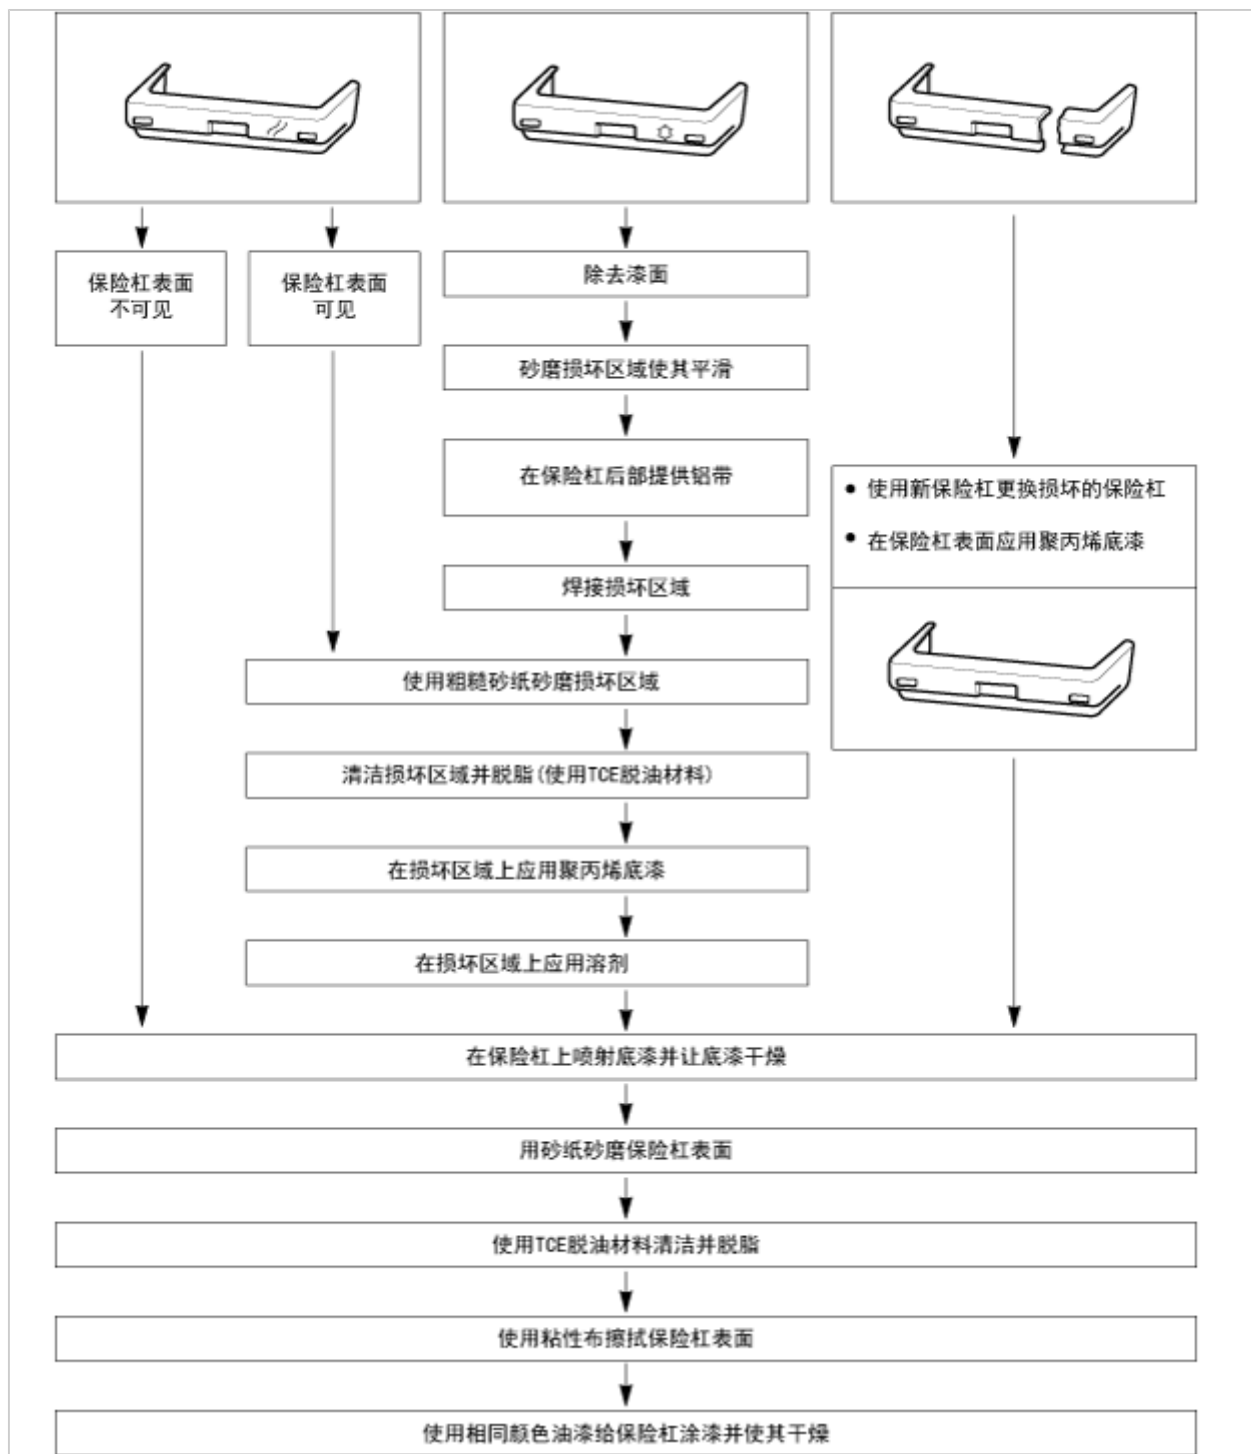 保险杠表面
不可见
保险杠表面
可见
除去漆面
砂磨损坏区域使其平滑
在保险杠后部提供铝带
焊接损坏区域
● 使用新保险杠更换损坏的保险杠
● 在保险杠表面应用聚丙烯底漆
使用粗糙砂纸砂磨损坏区域
清洁损坏区域并脱脂(使用TCE脱油材料)
在损坏区域上应用聚丙烯底漆
在损坏区域上应用溶剂
在保险杠上喷射底漆并让底漆干燥
用砂纸砂磨保险杠表面
使用TCE脱油材料清洁并脱脂
使用粘性布擦拭保险杠表面
使用相同颜色油漆给保险杠涂漆并使其干燥